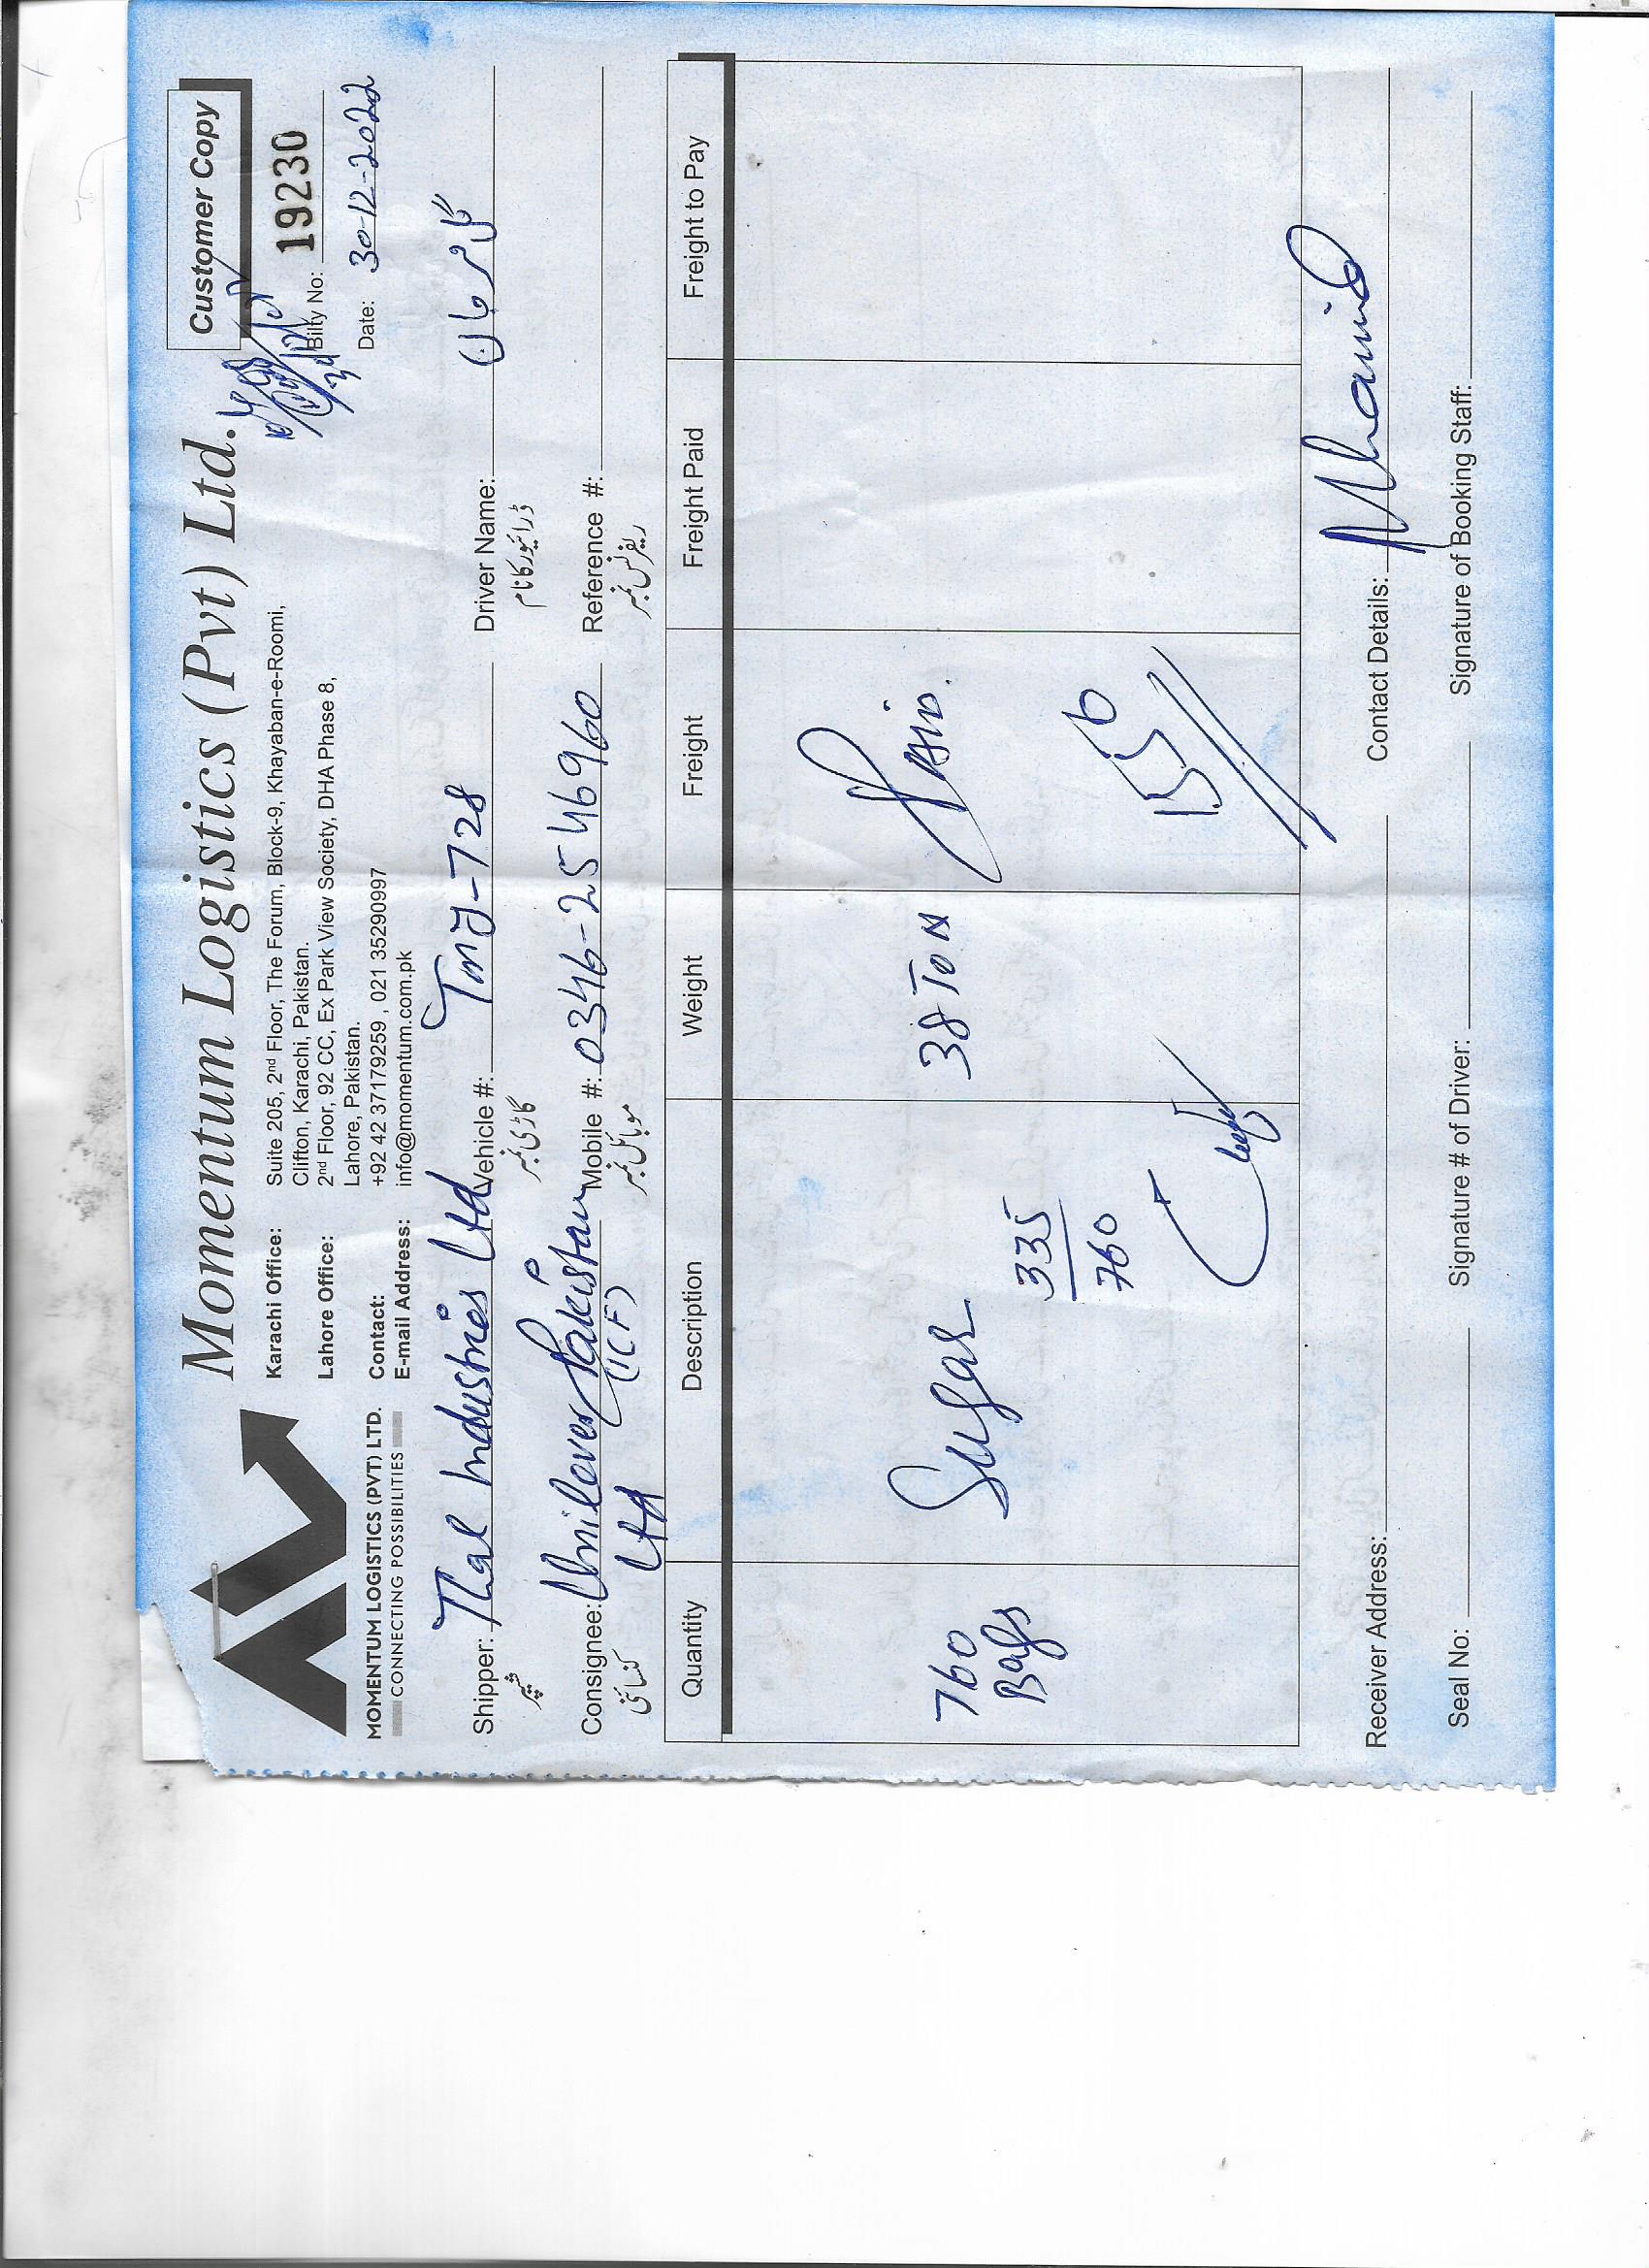 Customer Copy
Momentum Logistics (Pvt) Ltd.
MOMENTUM LOGISTICS (PVT) LTD.
CONNECTING POSSIBILITIES
Karachi Office: Suite 205, 2nd Floor, The Forum, Block-9, Khayaban-e-Roomi,
Clifton, Karachi, Pakistan.
Lahore Office: 2nd Floor, 92 CC, Ex Park View Society, DHA Phase 8,
Lahore, Pakistan.
Contact: +92 42 37179259 , 021 35290997
E-mail Address: info@momentum.com.pk
Bilty No: 19230
Date: 30-12-2022
Shipper: Thal Industries Ltd Vehicle #: TMJ-728 Driver Name:
شپر گاڑی نمبر ڈرائیور کا نام
Consignee: Unilever Pakistan Mobile #: 0346-2546960 Reference #:
Ltd (ICF)
کنسائنی موبائل نمبر ریفرنس نمبر
Quantity Description Weight Freight Freight Paid Freight to Pay
760 Bags Sugar 38 Ton
335
760
Receiver Address: Contact Details:
Seal No: Signature # of Driver: Signature of Booking Staff: